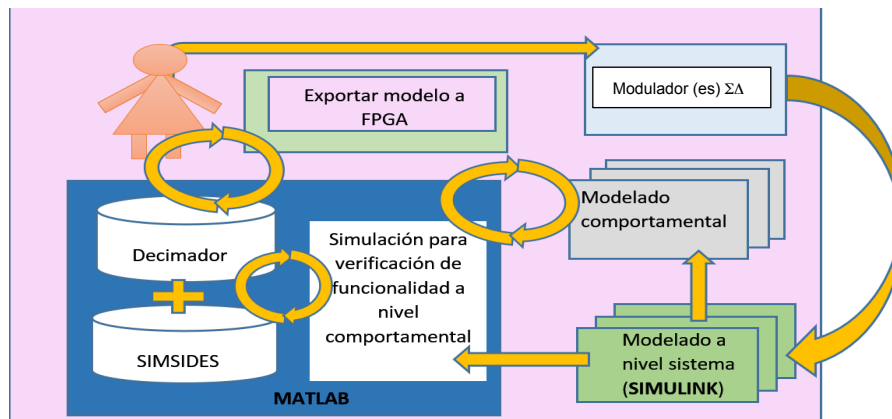 Modulador (es) ΣΔ
Exportar modelo a
FPGA
Modelado
comportamental
Decimador
Simulación para
verificación de
funcionalidad a
nivel
comportamental
SIMSIDES
Modelado a
nivel sistema
(SIMULINK)
MATLAB